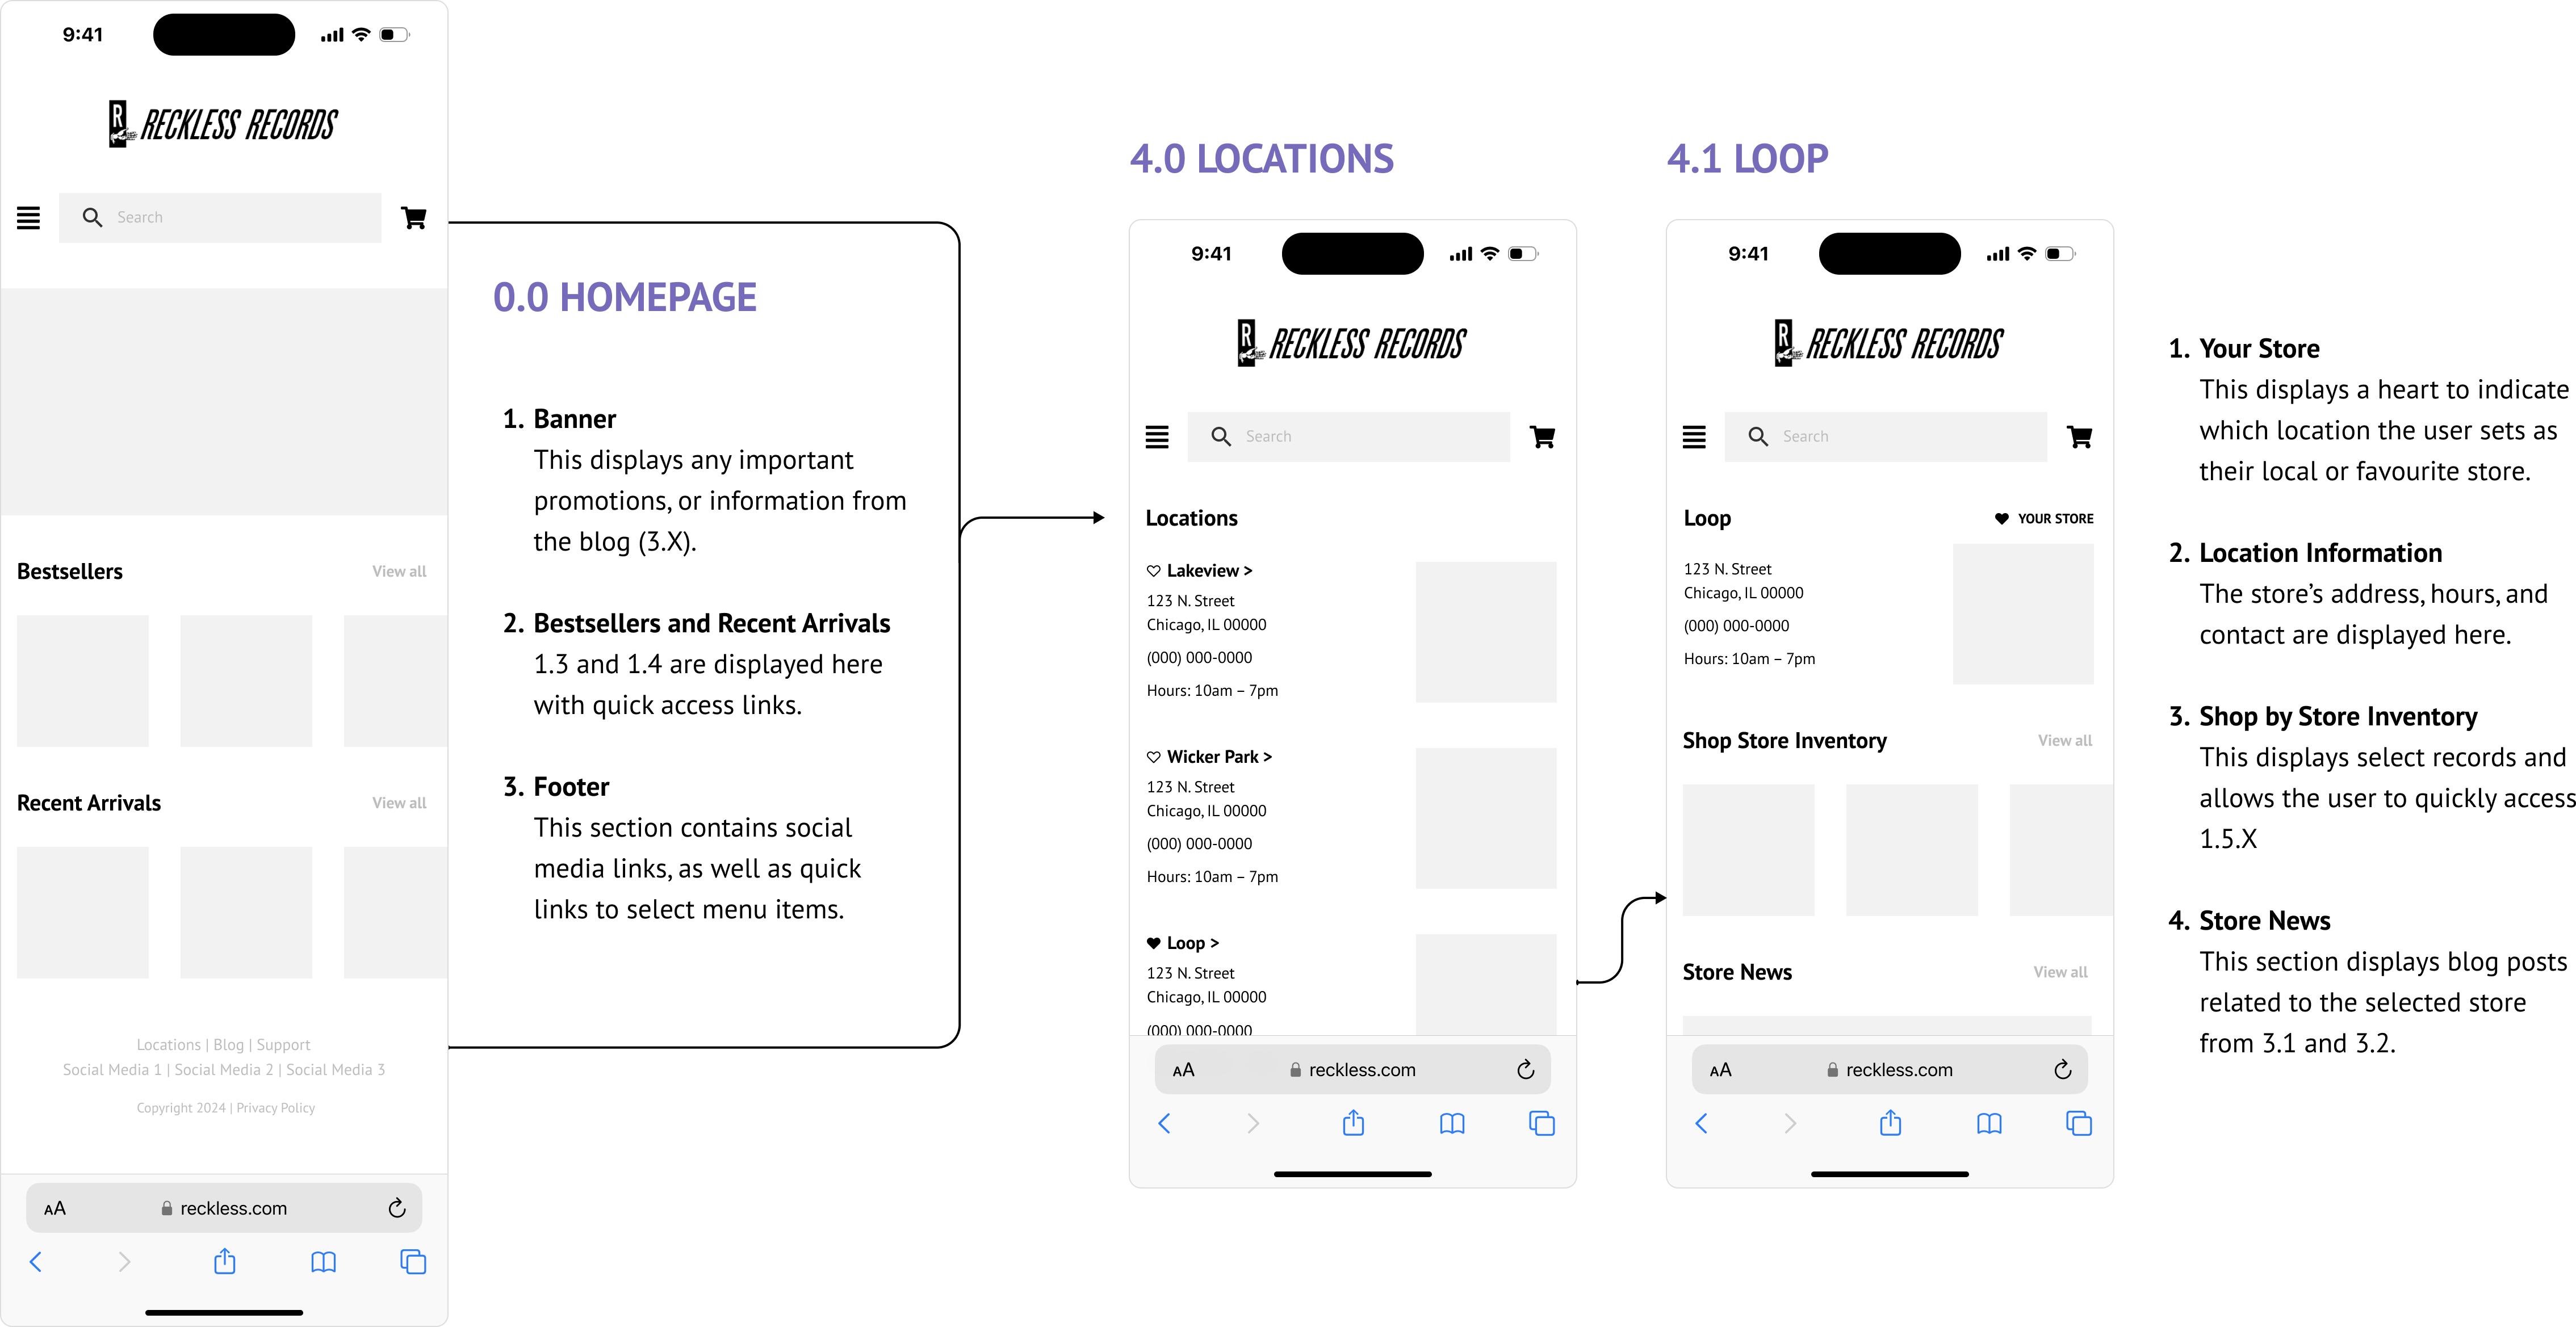 9:41
R RECKLESS RECORDS
Search
Bestsellers View all
Recent Arrivals View all
Locations | Blog | Support
Social Media 1 | Social Media 2 | Social Media 3
Copyright 2024 | Privacy Policy
AA reckless.com
0.0 HOMEPAGE
1. Banner
This displays any important
promotions, or information from
the blog (3.X).
2. Bestsellers and Recent Arrivals
1.3 and 1.4 are displayed here
with quick access links.
3. Footer
This section contains social
media links, as well as quick
links to select menu items.
4.0 LOCATIONS
9:41
R RECKLESS RECORDS
Search
Locations
Lakeview >
123 N. Street
Chicago, IL 00000
(000) 000-0000
Hours: 10am – 7pm
Wicker Park >
123 N. Street
Chicago, IL 00000
(000) 000-0000
Hours: 10am – 7pm
Loop >
123 N. Street
Chicago, IL 00000
(000) 000-0000
AA reckless.com
4.1 LOOP
9:41
R RECKLESS RECORDS
Search
Loop YOUR STORE
123 N. Street
Chicago, IL 00000
(000) 000-0000
Hours: 10am – 7pm
Shop Store Inventory View all
Store News View all
AA reckless.com
1. Your Store
This displays a heart to indicate
which location the user sets as
their local or favourite store.
2. Location Information
The store’s address, hours, and
contact are displayed here.
3. Shop by Store Inventory
This displays select records and
allows the user to quickly access
1.5.X
4. Store News
This section displays blog posts
related to the selected store
from 3.1 and 3.2.